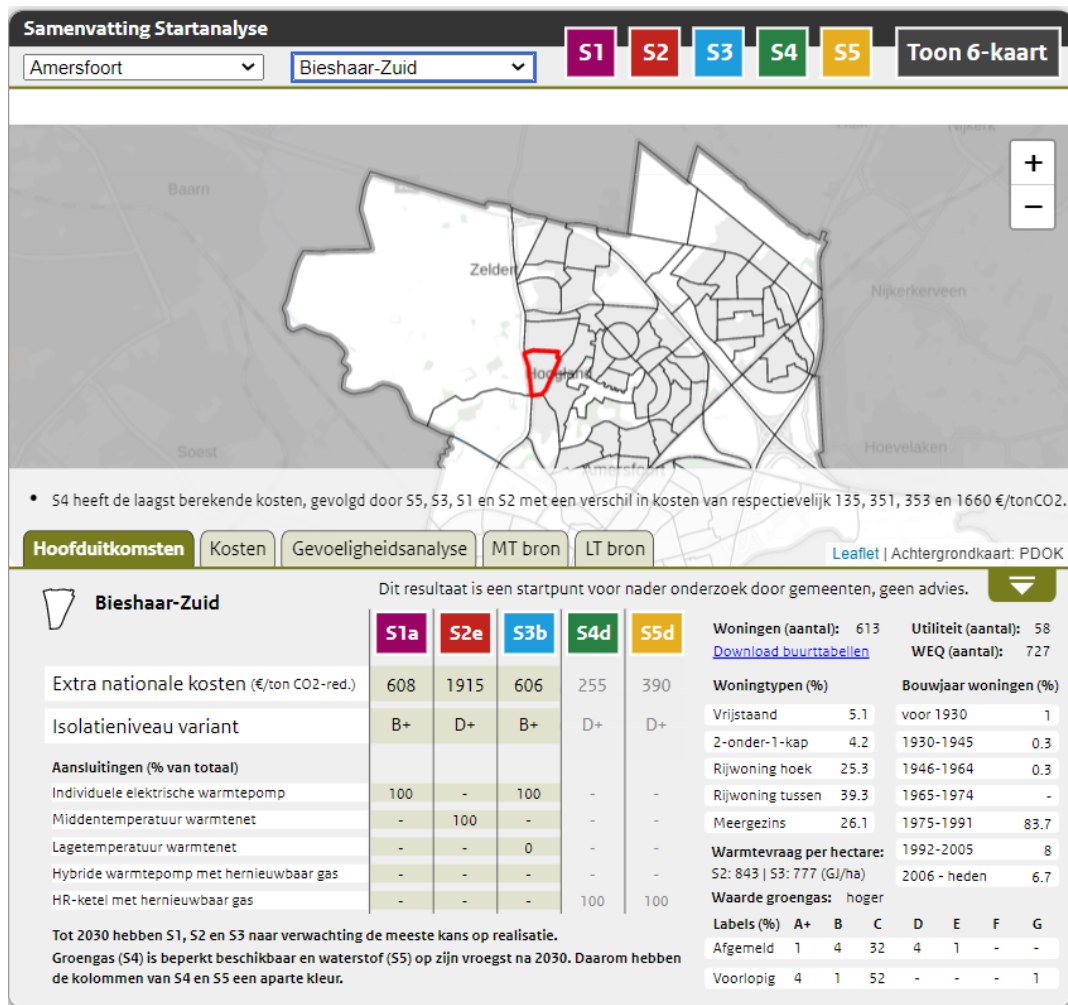 Samenvatting Startanalyse
Amersfoort
Bieshaar-Zuid
S1 S2 S3 S4 S5
Toon 6-kaart
Nijkerk
+
−
Baarn
Zeldert
Nijkerkerveen
Hoogland
Soest
Hoevelaken
Amersfoort
• S4 heeft de laagst berekende kosten, gevolgd door S5, S3, S1 en S2 met een verschil in kosten van respectievelijk 135, 351, 353 en 1660 €/tonCO2.
Hoofduitkomsten Kosten Gevoeligheidsanalyse MT bron LT bron
Leaflet | Achtergrondkaart: PDOK
Dit resultaat is een startpunt voor nader onderzoek door gemeenten, geen advies.
Bieshaar-Zuid
S1a S2e S3b S4d S5d
Extra nationale kosten (€/ton CO2-red.) 608 1915 606 255 390
Isolatieniveau variant B+ D+ B+ D+ D+
Aansluitingen (% van totaal)
Individuele elektrische warmtepomp 100 - 100 - -
Middentemperatuur warmtenet - 100 - - -
Lagetemperatuur warmtenet - - 0 - -
Hybride warmtepomp met hernieuwbaar gas - - - - -
HR-ketel met hernieuwbaar gas - - - 100 100
Tot 2030 hebben S1, S2 en S3 naar verwachting de meeste kans op realisatie.
Groengas (S4) is beperkt beschikbaar en waterstof (S5) op zijn vroegst na 2030. Daarom hebben
de kolommen van S4 en S5 een aparte kleur.
Woningen (aantal): 613 Utiliteit (aantal): 58
Download buurttabellen WEQ (aantal): 727
Woningtypen (%)
Vrijstaand 5.1
2-onder-1-kap 4.2
Rijwoning hoek 25.3
Rijwoning tussen 39.3
Meergezins 26.1
Bouwjaar woningen (%)
voor 1930 1
1930-1945 0.3
1946-1964 0.3
1965-1974 -
1975-1991 83.7
1992-2005 8
2006 - heden 6.7
Warmtevraag per hectare:
S2: 843 | S3: 777 (GJ/ha)
Waarde groengas: hoger
Labels (%) A+ B C D E F G
Afgemeld 1 4 32 4 1 - -
Voorlopig 4 1 52 - - - 1